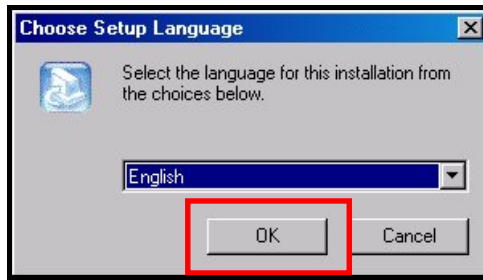 Choose Setup Language
Select the language for this installation from
the choices below.
English
OK
Cancel